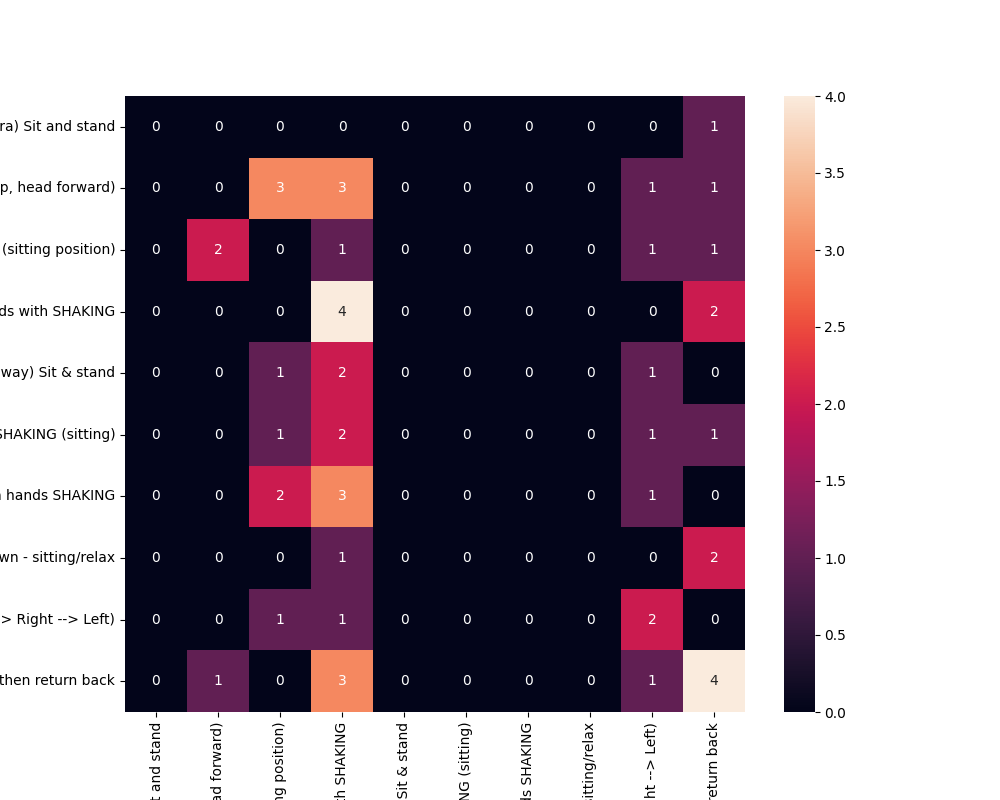 ra) Sit and stand 0 0 0 0 0 0 0 0 0 1
p, head forward) 0 0 3 3 0 0 0 0 1 1
(sitting position) 0 2 0 1 0 0 0 0 1 1
ds with SHAKING 0 0 0 4 0 0 0 0 0 2
way) Sit & stand 0 0 1 2 0 0 0 0 1 0
SHAKING (sitting) 0 0 1 2 0 0 0 0 1 1
hands SHAKING 0 0 2 3 0 0 0 0 1 0
wn - sitting/relax 0 0 0 1 0 0 0 0 0 2
> Right --> Left) 0 0 1 1 0 0 0 0 2 0
then return back 0 1 0 3 0 0 0 0 1 4
t and stand
ad forward)
ng position)
th SHAKING
Sit & stand
NG (sitting)
ds SHAKING
sitting/relax
ht --> Left)
return back
4.0
3.5
3.0
2.5
2.0
1.5
1.0
0.5
0.0